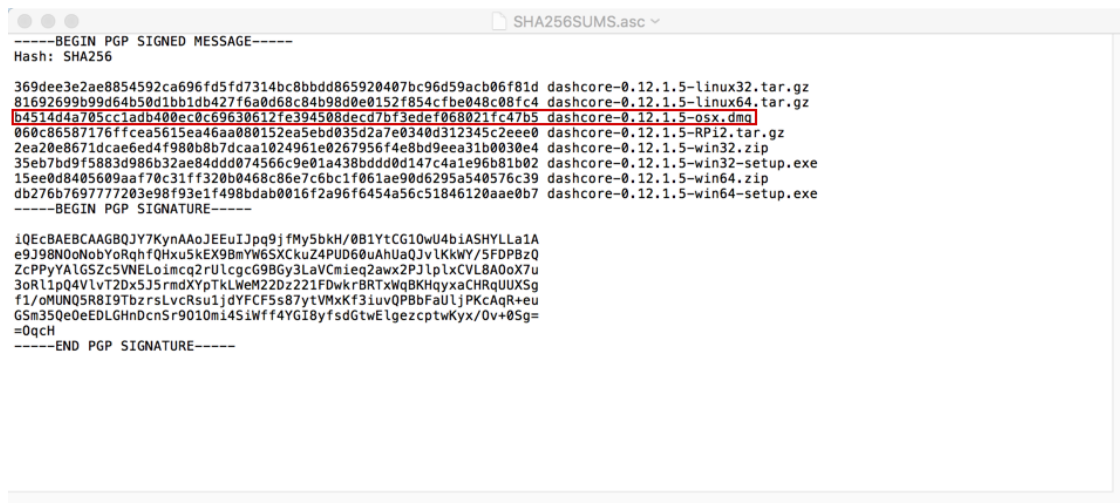 SHA256SUMS.asc
-----BEGIN PGP SIGNED MESSAGE-----
Hash: SHA256
369dee3e2ae8854592ca696fd5fd7314bc8bbdd865920407bc96d59acb06f81d dashcore-0.12.1.5-linux32.tar.gz
81692699b99d64b50d1bb1db427f6a0d68c84b98d0e0152f854cfbe048c08fc4 dashcore-0.12.1.5-linux64.tar.gz
b4514d4a705cc1adb400ec0c69630612fe394508decd7bf3edef068021fc47b5 dashcore-0.12.1.5-osx.dmg
060c86587176ffcea5615ea46aa080152ea5ebd035d2a7e0340d312345c2eee0 dashcore-0.12.1.5-RPi2.tar.gz
2ea20e8671dcae6ed4f980b8b7dcaa1024961e0267956f4e8bd9eea31b0030e4 dashcore-0.12.1.5-win32.zip
35eb7bd9f5883d986b32ae84ddd074566c9e01a438bddd0d147c4a1e96b81b02 dashcore-0.12.1.5-win32-setup.exe
15ee0d8405609aaf70c31ff320b0468c86e7c6bc1f061ae90d6295a540576c39 dashcore-0.12.1.5-win64.zip
db276b7697777203e98f93e1f498bdab0016f2a96f6454a56c51846120aae0b7 dashcore-0.12.1.5-win64-setup.exe
-----BEGIN PGP SIGNATURE-----
iQEcBAEBCAAGBQJY7KynAAoJEEuIJpq9jfMy5bkH/0B1YtCG1OwU4biASHYLLa1A
e9J98NOoNobYoRqhfQHxu5kEX9BmYW6SXCkuZ4PUD60uAhUaQJvlKkWY/5FDPBzQ
ZcPPyYAlGSZc5VNELoimcq2rUlcgcG9BGy3LaVCmieq2awx2PJlplxCVL8AOoX7u
3oRl1pQ4VlvT2Dx5J5rmdXYpTkLWeM22Dz221FDwkrBRTxWqBKHqyxaCHRqUUXSg
f1/oMUNQ5R8I9TbzrsLvcRsu1jdYFCF5s87ytVMxKf3iuvQPBbFaUljPKcAqR+eu
GSm35QeOeEDLGHnDcnSr9O1Omi4SiWff4YGI8yfsdGtwElgezcptwKyx/Ov+0Sg=
=OqcH
-----END PGP SIGNATURE-----